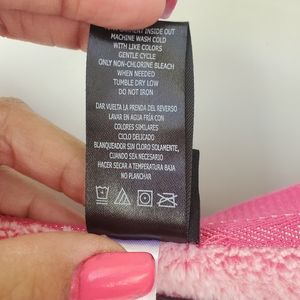 GARMENT INSIDE OUT
MACHINE WASH COLD
WITH LIKE COLORS
GENTLE CYCLE
ONLY NON-CHLORINE BLEACH
WHEN NEEDED
TUMBLE DRY LOW
DO NOT IRON
DAR VUELTA LA PRENDA DEL REVERSO
LAVAR EN AGUA FRÍA CON
COLORES SIMILARES
CICLO DELICADO
BLANQUEADOR SIN CLORO SOLAMENTE,
CUANDO SEA NECESARIO
HACER SECAR A TEMPERATURA BAJA
NO PLANCHAR